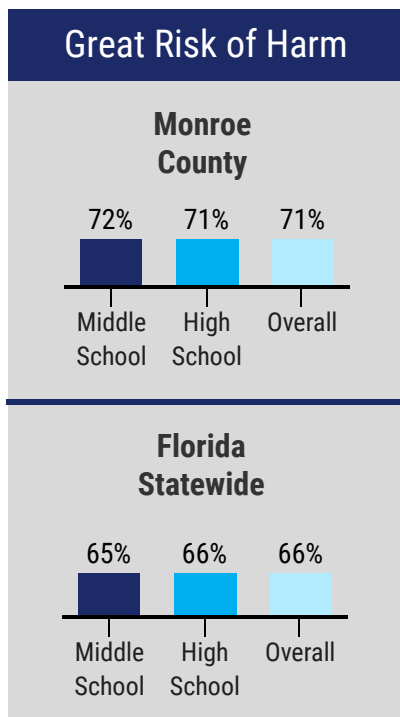 Great Risk of Harm
Monroe
County
72% 71% 71%
Middle School High School Overall
Florida
Statewide
65% 66% 66%
Middle School High School Overall